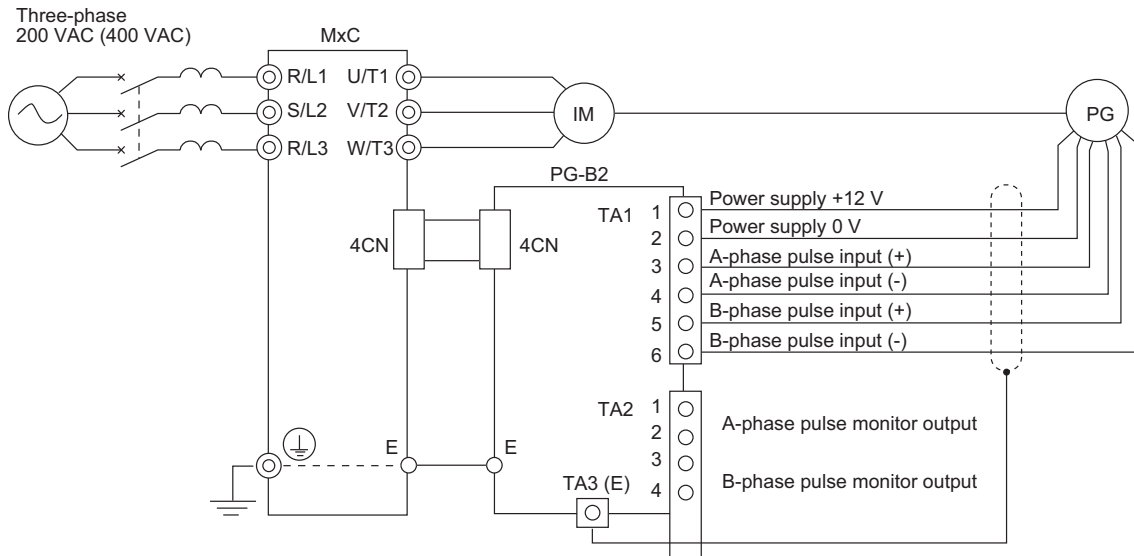 Three-phase
200 VAC (400 VAC)
MxC
R/L1 U/T1
S/L2 V/T2
R/L3 W/T3
IM
PG
PG-B2
4CN
4CN
TA1
1 Power supply +12 V
2 Power supply 0 V
3 A-phase pulse input (+)
4 A-phase pulse input (-)
5 B-phase pulse input (+)
6 B-phase pulse input (-)
TA2
1
2
A-phase pulse monitor output
3
4
B-phase pulse monitor output
E
E
TA3 (E)